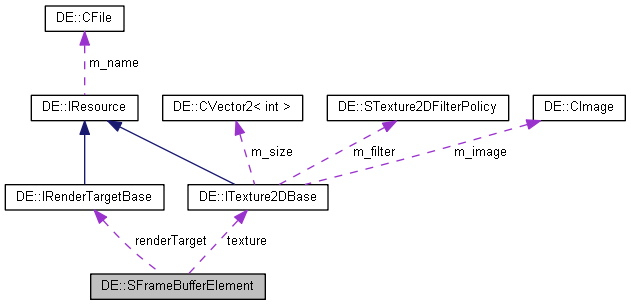 DE::CFile
m_name
DE::IResource
DE::CVector2< int >
DE::STexture2DFilterPolicy
DE::CImage
m_size
m_filter
m_image
DE::IRenderTargetBase
DE::ITexture2DBase
renderTarget
texture
DE::SFrameBufferElement